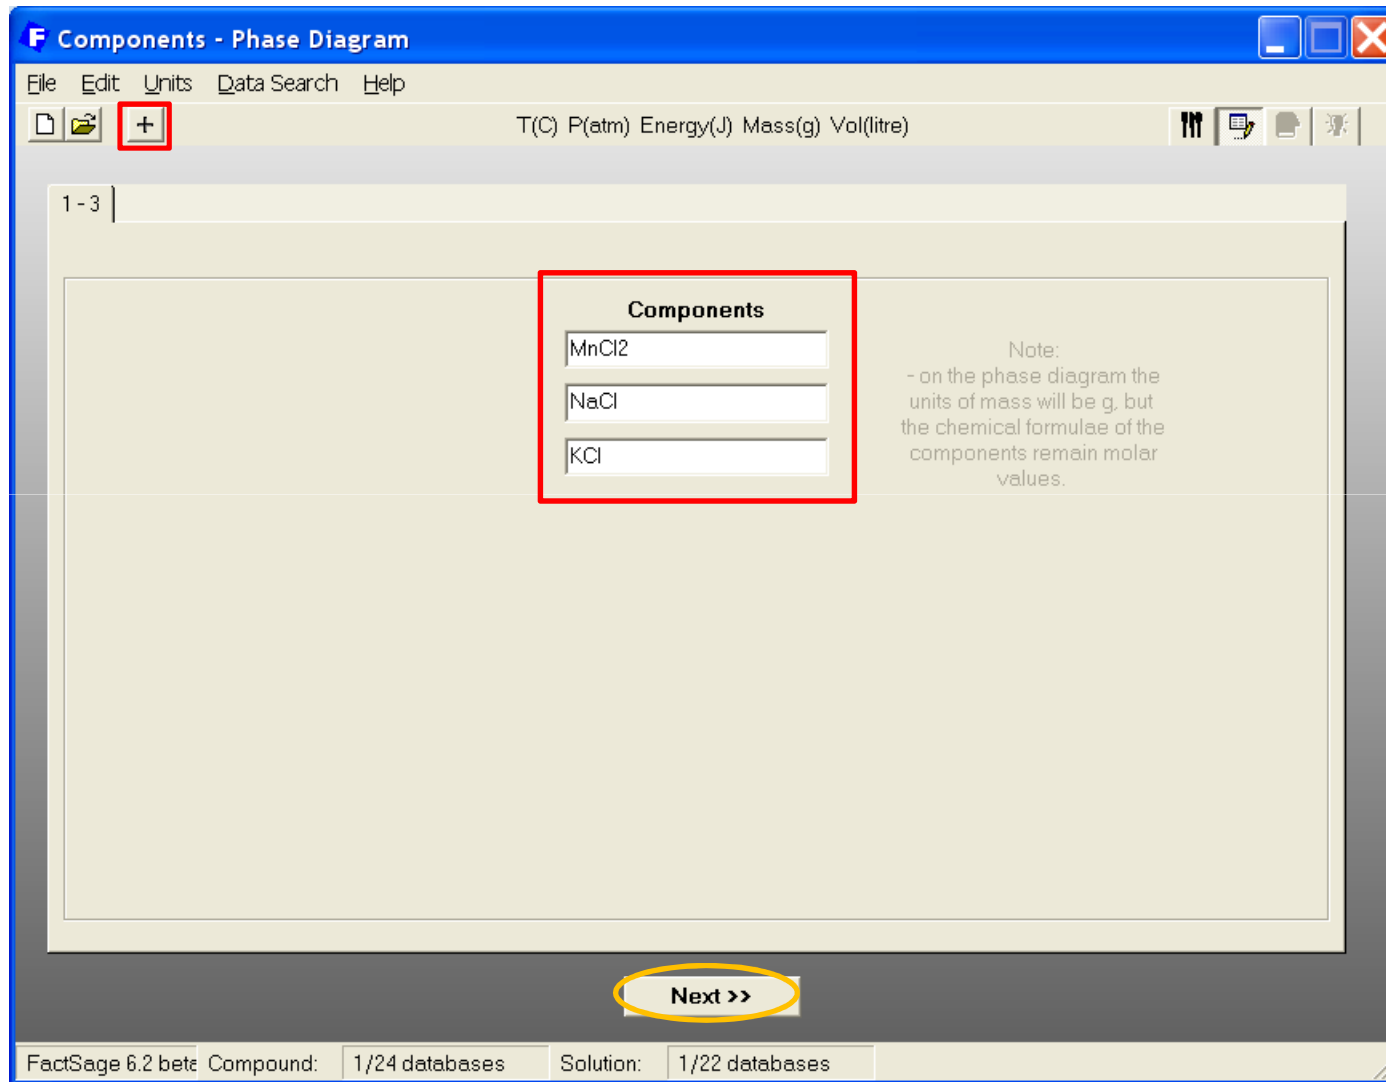 Components - Phase Diagram
File Edit Units Data Search Help
+ T(C) P(atm) Energy(J) Mass(g) Vol(litre)
1 - 3
Components
MnCl2
NaCl
KCl
Note:
- on the phase diagram the
units of mass will be g, but
the chemical formulae of the
components remain molar
values.
Next >>
FactSage 6.2 beta Compound: 1/24 databases Solution: 1/22 databases